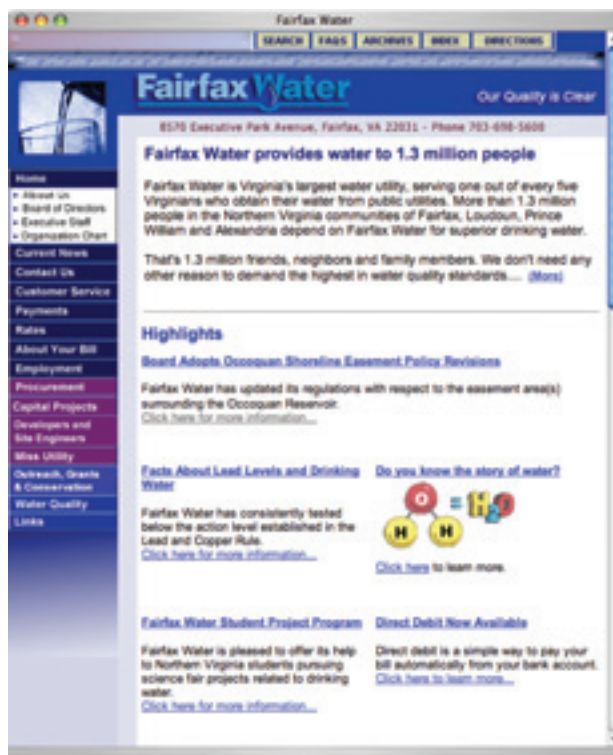 Fairfax Water
SEARCH FAQS ARCHIVES INDEX DIRECTIONS
Fairfax Water
Our Quality is Clear
8570 Executive Park Avenue, Fairfax, VA 22031 - Phone 703-698-5600
Fairfax Water provides water to 1.3 million people
Fairfax Water is Virginia's largest water utility, serving one out of every five
Virginians who obtain their water from public utilities. More than 1.3 million
people in the Northern Virginia communities of Fairfax, Loudoun, Prince
William and Alexandria depend on Fairfax Water for superior drinking water.
That's 1.3 million friends, neighbors and family members. We don't need any
other reason to demand the highest in water quality standards.... (More)
Home
About us
Board of Directors
Executive Staff
Organization Chart
Current News
Contact Us
Customer Service
Payments
Rates
About Your Bill
Employment
Procurement
Capital Projects
Developers and
Site Engineers
Miss Utility
Outreach, Grants
& Conservation
Water Quality
Links
Highlights
Board Adopts Occoquan Shoreline Easement Policy Revisions
Fairfax Water has updated its regulations with respect to the easement area(s)
surrounding the Occoquan Reservoir.
Click here for more information...
Facts About Lead Levels and Drinking
Water
Fairfax Water has consistently tested
below the action level established in the
Lead and Copper Rule.
Click here for more information...
Do you know the story of water?
O = H2O
H H
Click here to learn more.
Fairfax Water Student Project Program
Fairfax Water is pleased to offer its help
to Northern Virginia students pursuing
science fair projects related to drinking
water.
Click here for more information...
Direct Debit Now Available
Direct debit is a simple way to pay your
bill automatically from your bank account.
Click here to learn more...